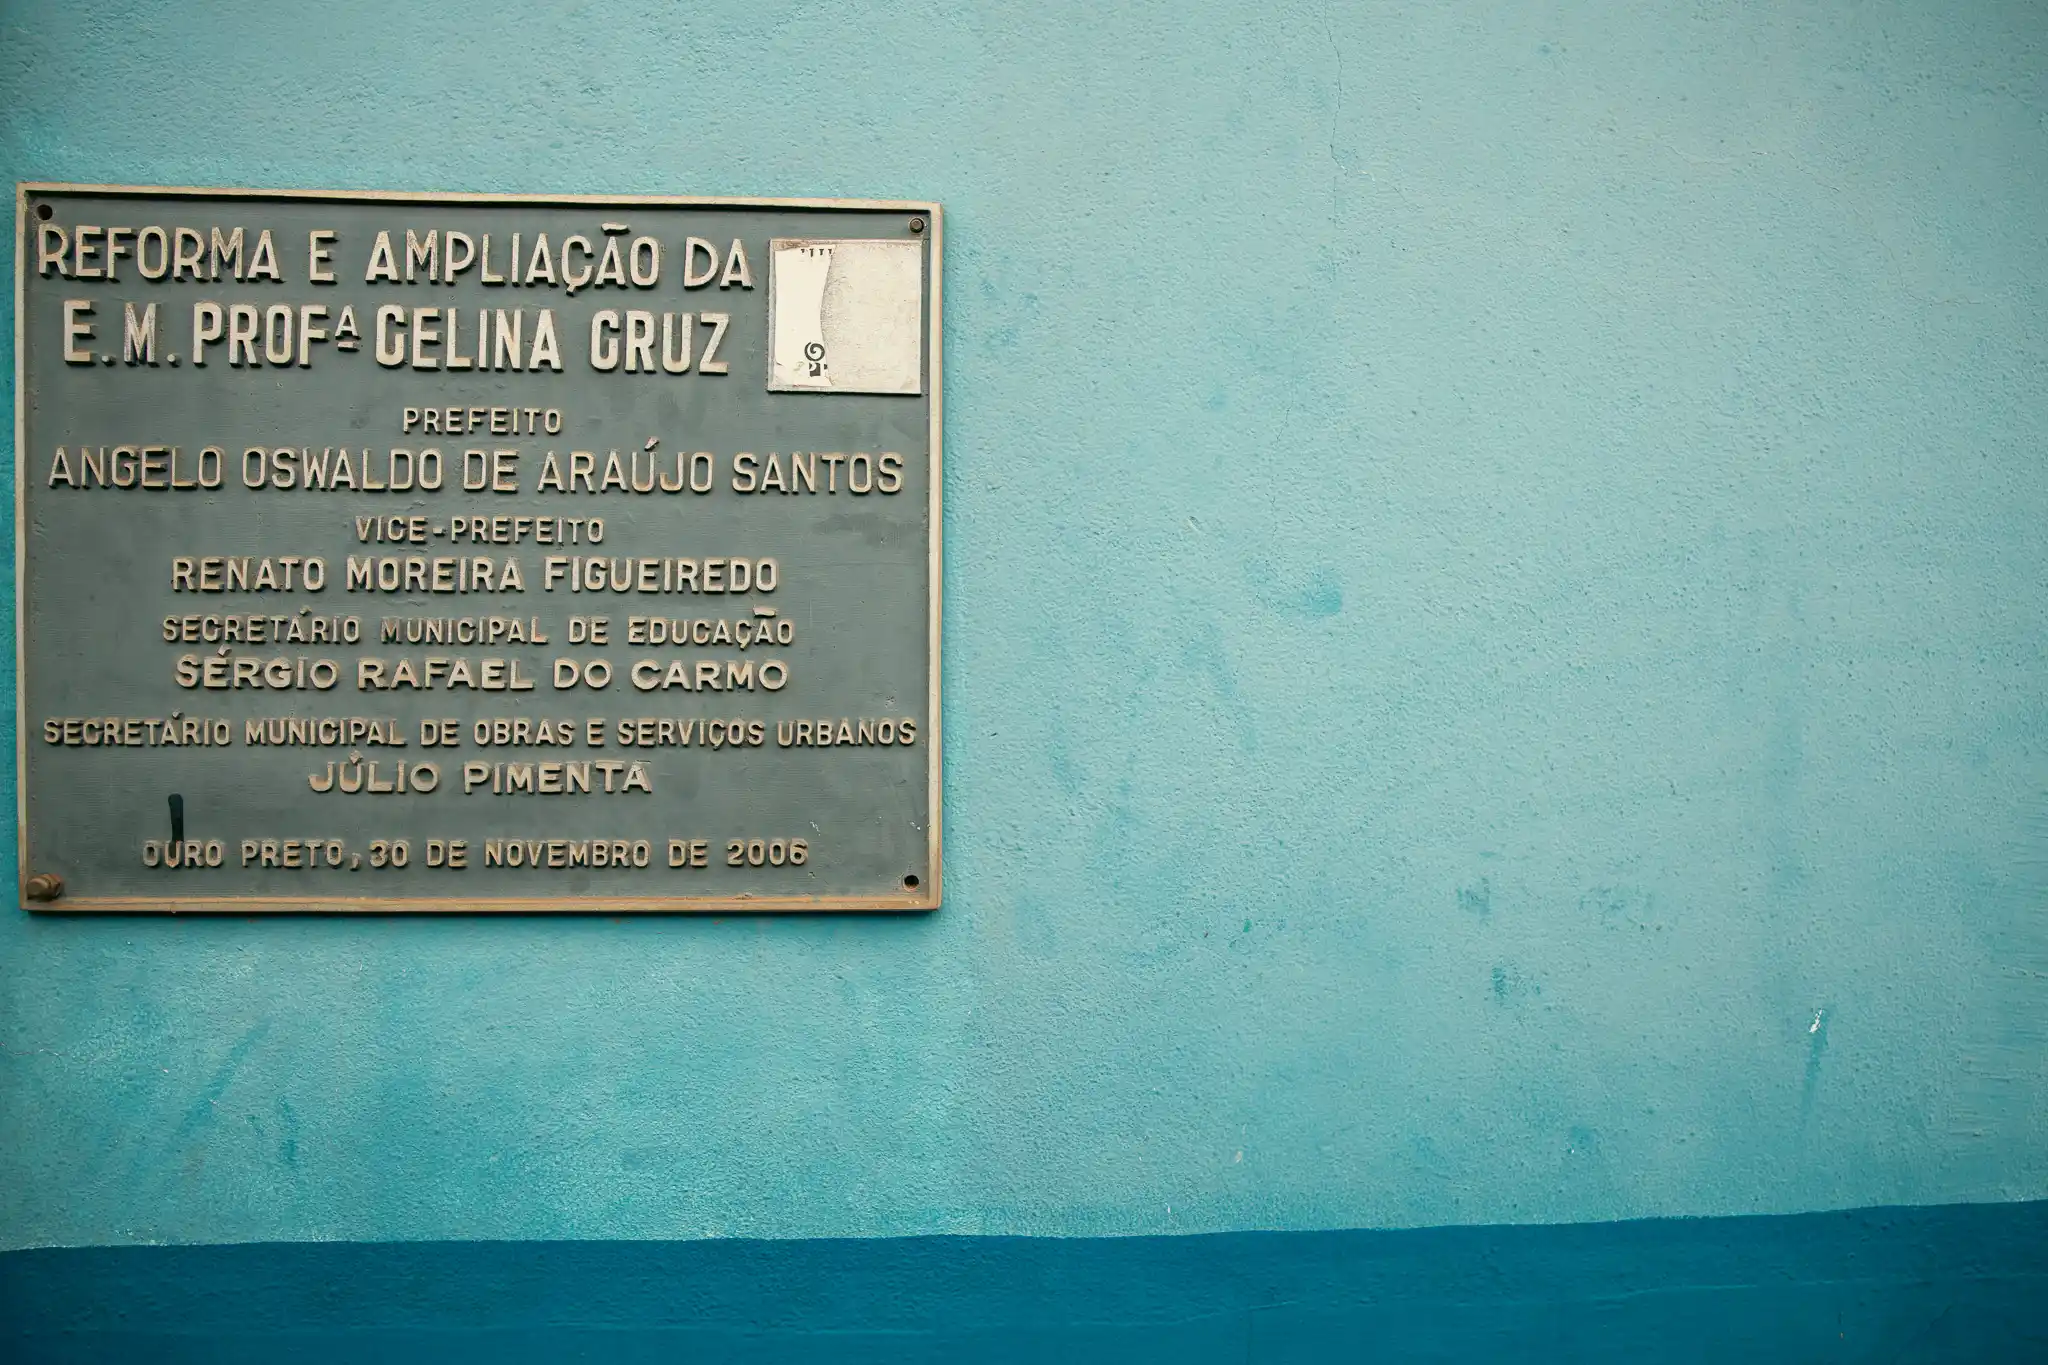 REFORMA E AMPLIAÇÃO DA
E.M. PROFª CELINA CRUZ
PREFEITO
ANGELO OSWALDO DE ARAÚJO SANTOS
VICE-PREFEITO
RENATO MOREIRA FIGUEIREDO
SECRETÁRIO MUNICIPAL DE EDUCAÇÃO
SÉRGIO RAFAEL DO CARMO
SECRETÁRIO MUNICIPAL DE OBRAS E SERVIÇOS URBANOS
JÚLIO PIMENTA
OURO PRETO, 30 DE NOVEMBRO DE 2006